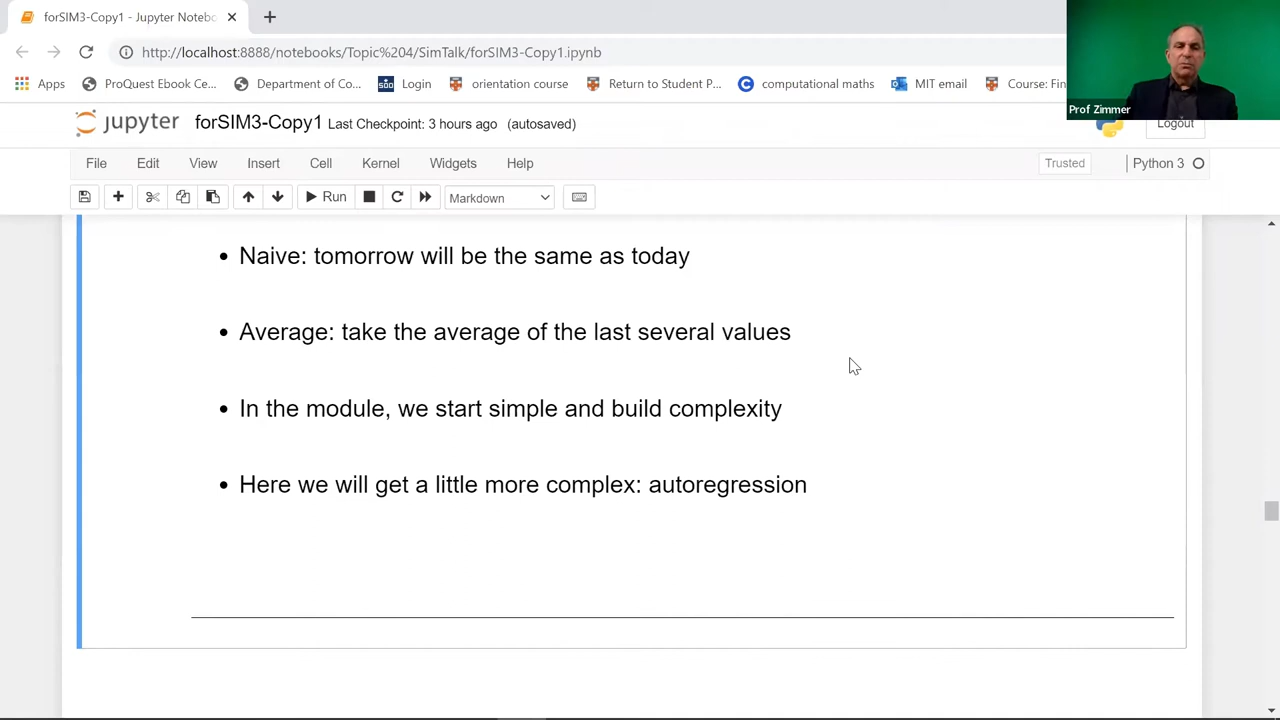 forSIM3-Copy1 - Jupyter Noteb
http://localhost:8888/notebooks/Topic%204/SimTalk/forSIM3-Copy1.ipynb
Apps ProQuest Ebook Ce... Department of Co... Login orientation course Return to Student P... computational maths MIT email Course: Fin
Prof Zimmer
jupyter forSIM3-Copy1 Last Checkpoint: 3 hours ago (autosaved) Logout
File Edit View Insert Cell Kernel Widgets Help Trusted Python 3
Run Markdown
• Naive: tomorrow will be the same as today
• Average: take the average of the last several values
• In the module, we start simple and build complexity
• Here we will get a little more complex: autoregression